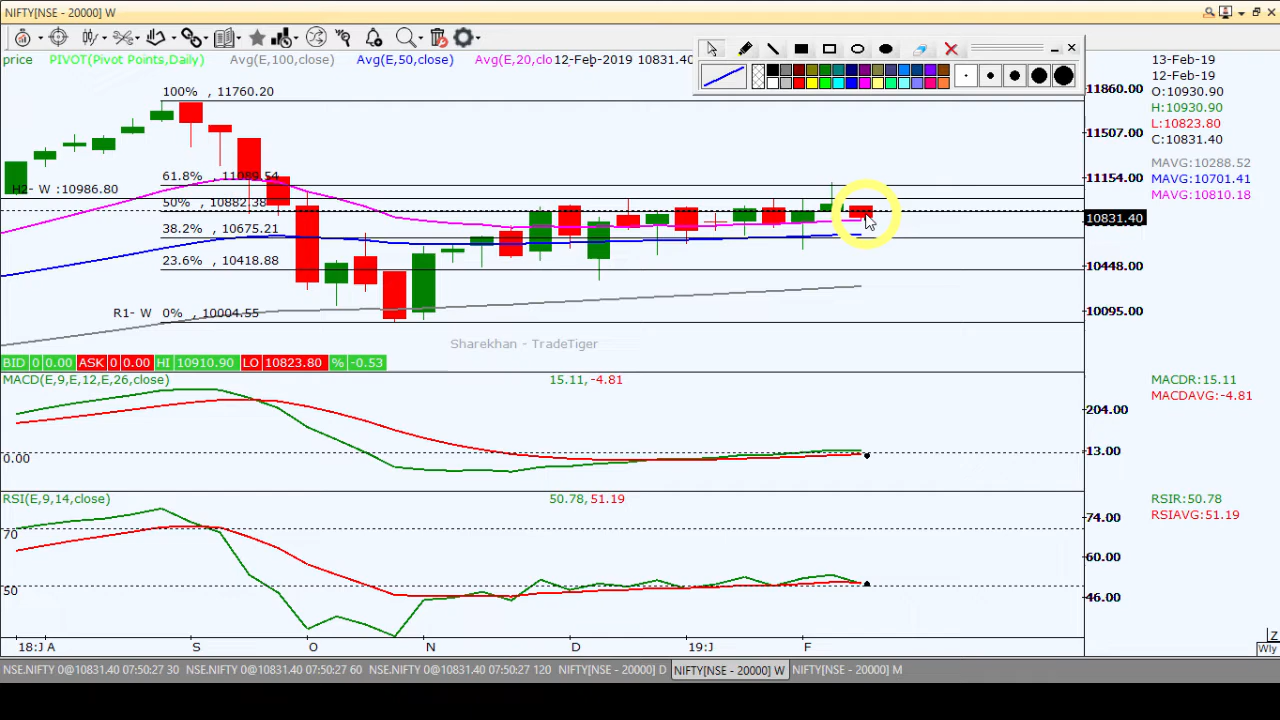 NIFTY[NSE - 20000] W
price PIVOT(Pivot Points,Daily) Avg(E,100,close) Avg(E,50,close) Avg(E,20,clo 12-Feb-2019 10831.40
13-Feb-19
12-Feb-19
O:10930.90
H:10930.90
L:10823.80
C:10831.40
MAVG:10288.52
MAVG:10701.41
MAVG:10810.18
100% , 11760.20
61.8% , 11089.54
H2- W :10986.80
50% , 10882.38
38.2% , 10675.21
23.6% , 10418.88
R1- W 0% , 10004.55
11860.00
11507.00
11154.00
10831.40
10448.00
10095.00
Sharekhan - TradeTiger
BID 0 0.00 ASK 0 0.00 HI 10910.90 LO 10823.80 % -0.53
MACD(E,9,E,12,E,26,close) 15.11, -4.81
MACDR:15.11
MACDAVG:-4.81
204.00
13.00
0.00
RSI(E,9,14,close) 50.78, 51.19
RSIR:50.78
RSIAVG:51.19
74.00
70
60.00
50
46.00
18:J A S O N D 19:J F
Z
Wly
NSE.NIFTY 0@10831.40 07:50:27 30 NSE.NIFTY 0@10831.40 07:50:27 60 NSE.NIFTY 0@10831.40 07:50:27 120 NIFTY[NSE - 20000] D NIFTY[NSE - 20000] W NIFTY[NSE - 20000] M